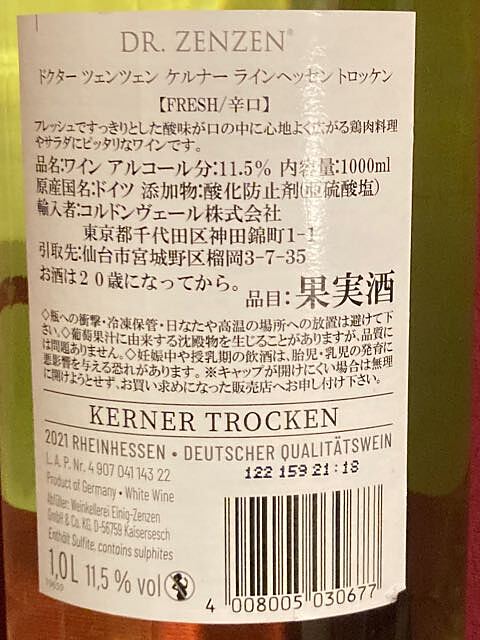 DR. ZENZEN®
ドクター ツェンツェン ケルナー ラインヘッセン トロッケン
【FRESH/辛口】
フレッシュですっきりとした酸味が口の中に心地よく広がる鶏肉料理
やサラダにピッタリなワインです。
品名:ワイン アルコール分:11.5% 内容量:1000ml
原産国名:ドイツ 添加物:酸化防止剤(亜硫酸塩)
輸入者:コルドンヴェール株式会社
東京都千代田区神田錦町1-1
引取先:仙台市宮城野区榴岡3-7-35
お酒は20歳になってから。
品目:果実酒
◇瓶への衝撃・冷凍保管・日なたや高温の場所への放置は避けて下
さい。◇葡萄果汁に由来する沈殿物を生じることがありますが、品質に
は問題ありません。◇妊娠中や授乳期の飲酒は、胎児・乳児の発育に
悪影響を与える恐れがあります。※キャップが開けにくい場合は無理
に開けようとせず、お買い求めになった販売店へお申し付け下さい。
KERNER TROCKEN
2021 RHEINHESSEN • DEUTSCHER QUALITÄTSWEIN
L. A. P. Nr. 4 907 041 143 22
122 159 21:18
Product of Germany • White Wine
Abfüller: Weinkellerei Einig-Zenzen
GmbH & Co. KG, D-56759 Kaisersesch
Enthält Sulfite, contains sulphites
1,0L 11,5 % vol
4 008005 030677